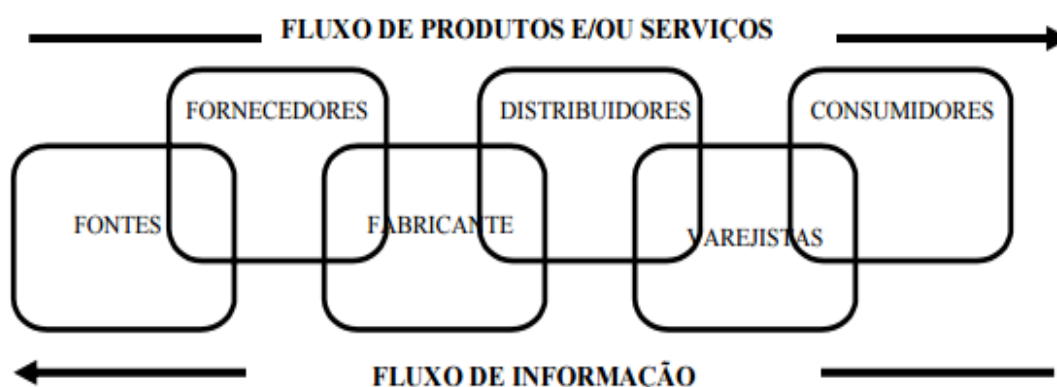 FLUXO DE PRODUTOS E/OU SERVIÇOS
FORNECEDORES
DISTRIBUIDORES
CONSUMIDORES
FONTES
FABRICANTE
VAREJISTAS
FLUXO DE INFORMAÇÃO